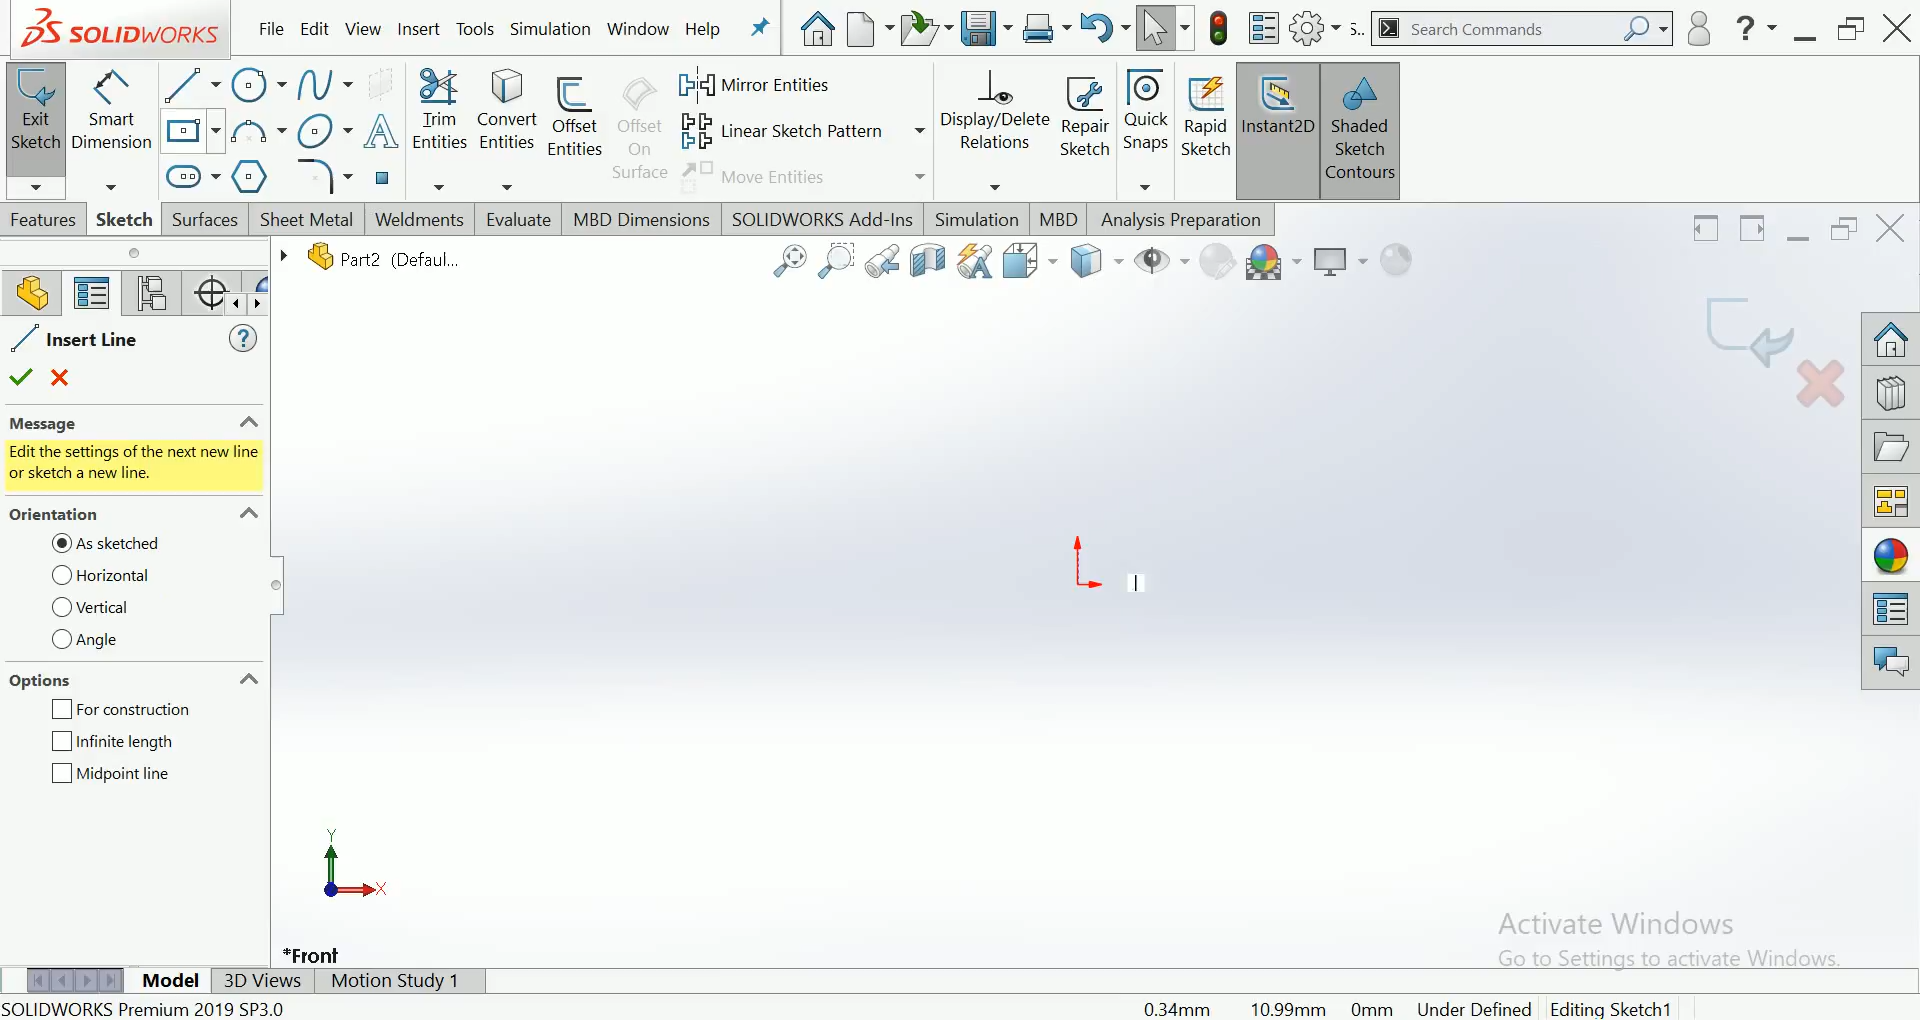 SOLIDWORKS
File Edit View Insert Tools Simulation Window Help
S.. Search Commands ?
Exit Sketch
Smart Dimension
Trim Entities
Convert Entities
Offset Entities
Offset On Surface
Mirror Entities
Linear Sketch Pattern
Move Entities
Display/Delete Relations
Repair Sketch
Quick Snaps
Rapid Sketch
Instant2D
Shaded Sketch Contours
Features Sketch Surfaces Sheet Metal Weldments Evaluate MBD Dimensions SOLIDWORKS Add-Ins Simulation MBD Analysis Preparation
Part2 (Defaul...
Insert Line ?
Message
Edit the settings of the next new line
or sketch a new line.
Orientation
As sketched
Horizontal
Vertical
Angle
Options
For construction
Infinite length
Midpoint line
Y
X
*Front
Activate Windows
Go to Settings to activate Windows.
Model 3D Views Motion Study 1
SOLIDWORKS Premium 2019 SP3.0 0.34mm 10.99mm 0mm Under Defined Editing Sketch1